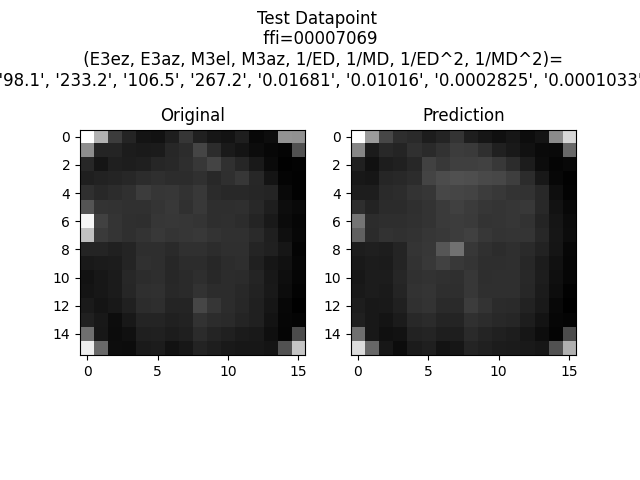 Test Datapoint
ffi=00007069
(E3ez, E3az, M3el, M3az, 1/ED, 1/MD, 1/ED^2, 1/MD^2)=
'98.1', '233.2', '106.5', '267.2', '0.01681', '0.01016', '0.0002825', '0.0001033'
Original Prediction
0 0
2 2
4 4
6 6
8 8
10 10
12 12
14 14
0 5 10 15 0 5 10 15